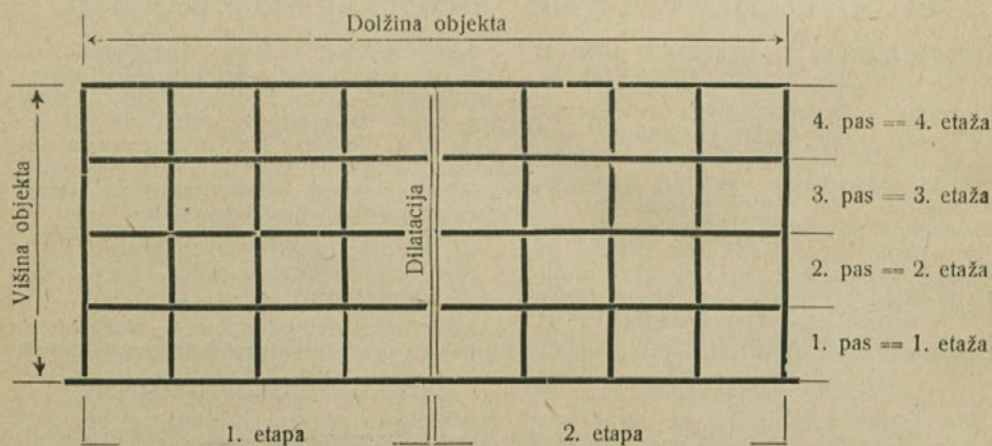 Dolžina objekta
Višina objekta
Dilatacija
4. pas == 4. etaža
3. pas == 3. etaža
2. pas == 2. etaža
1. pas == 1. etaža
1. etapa
2. etapa